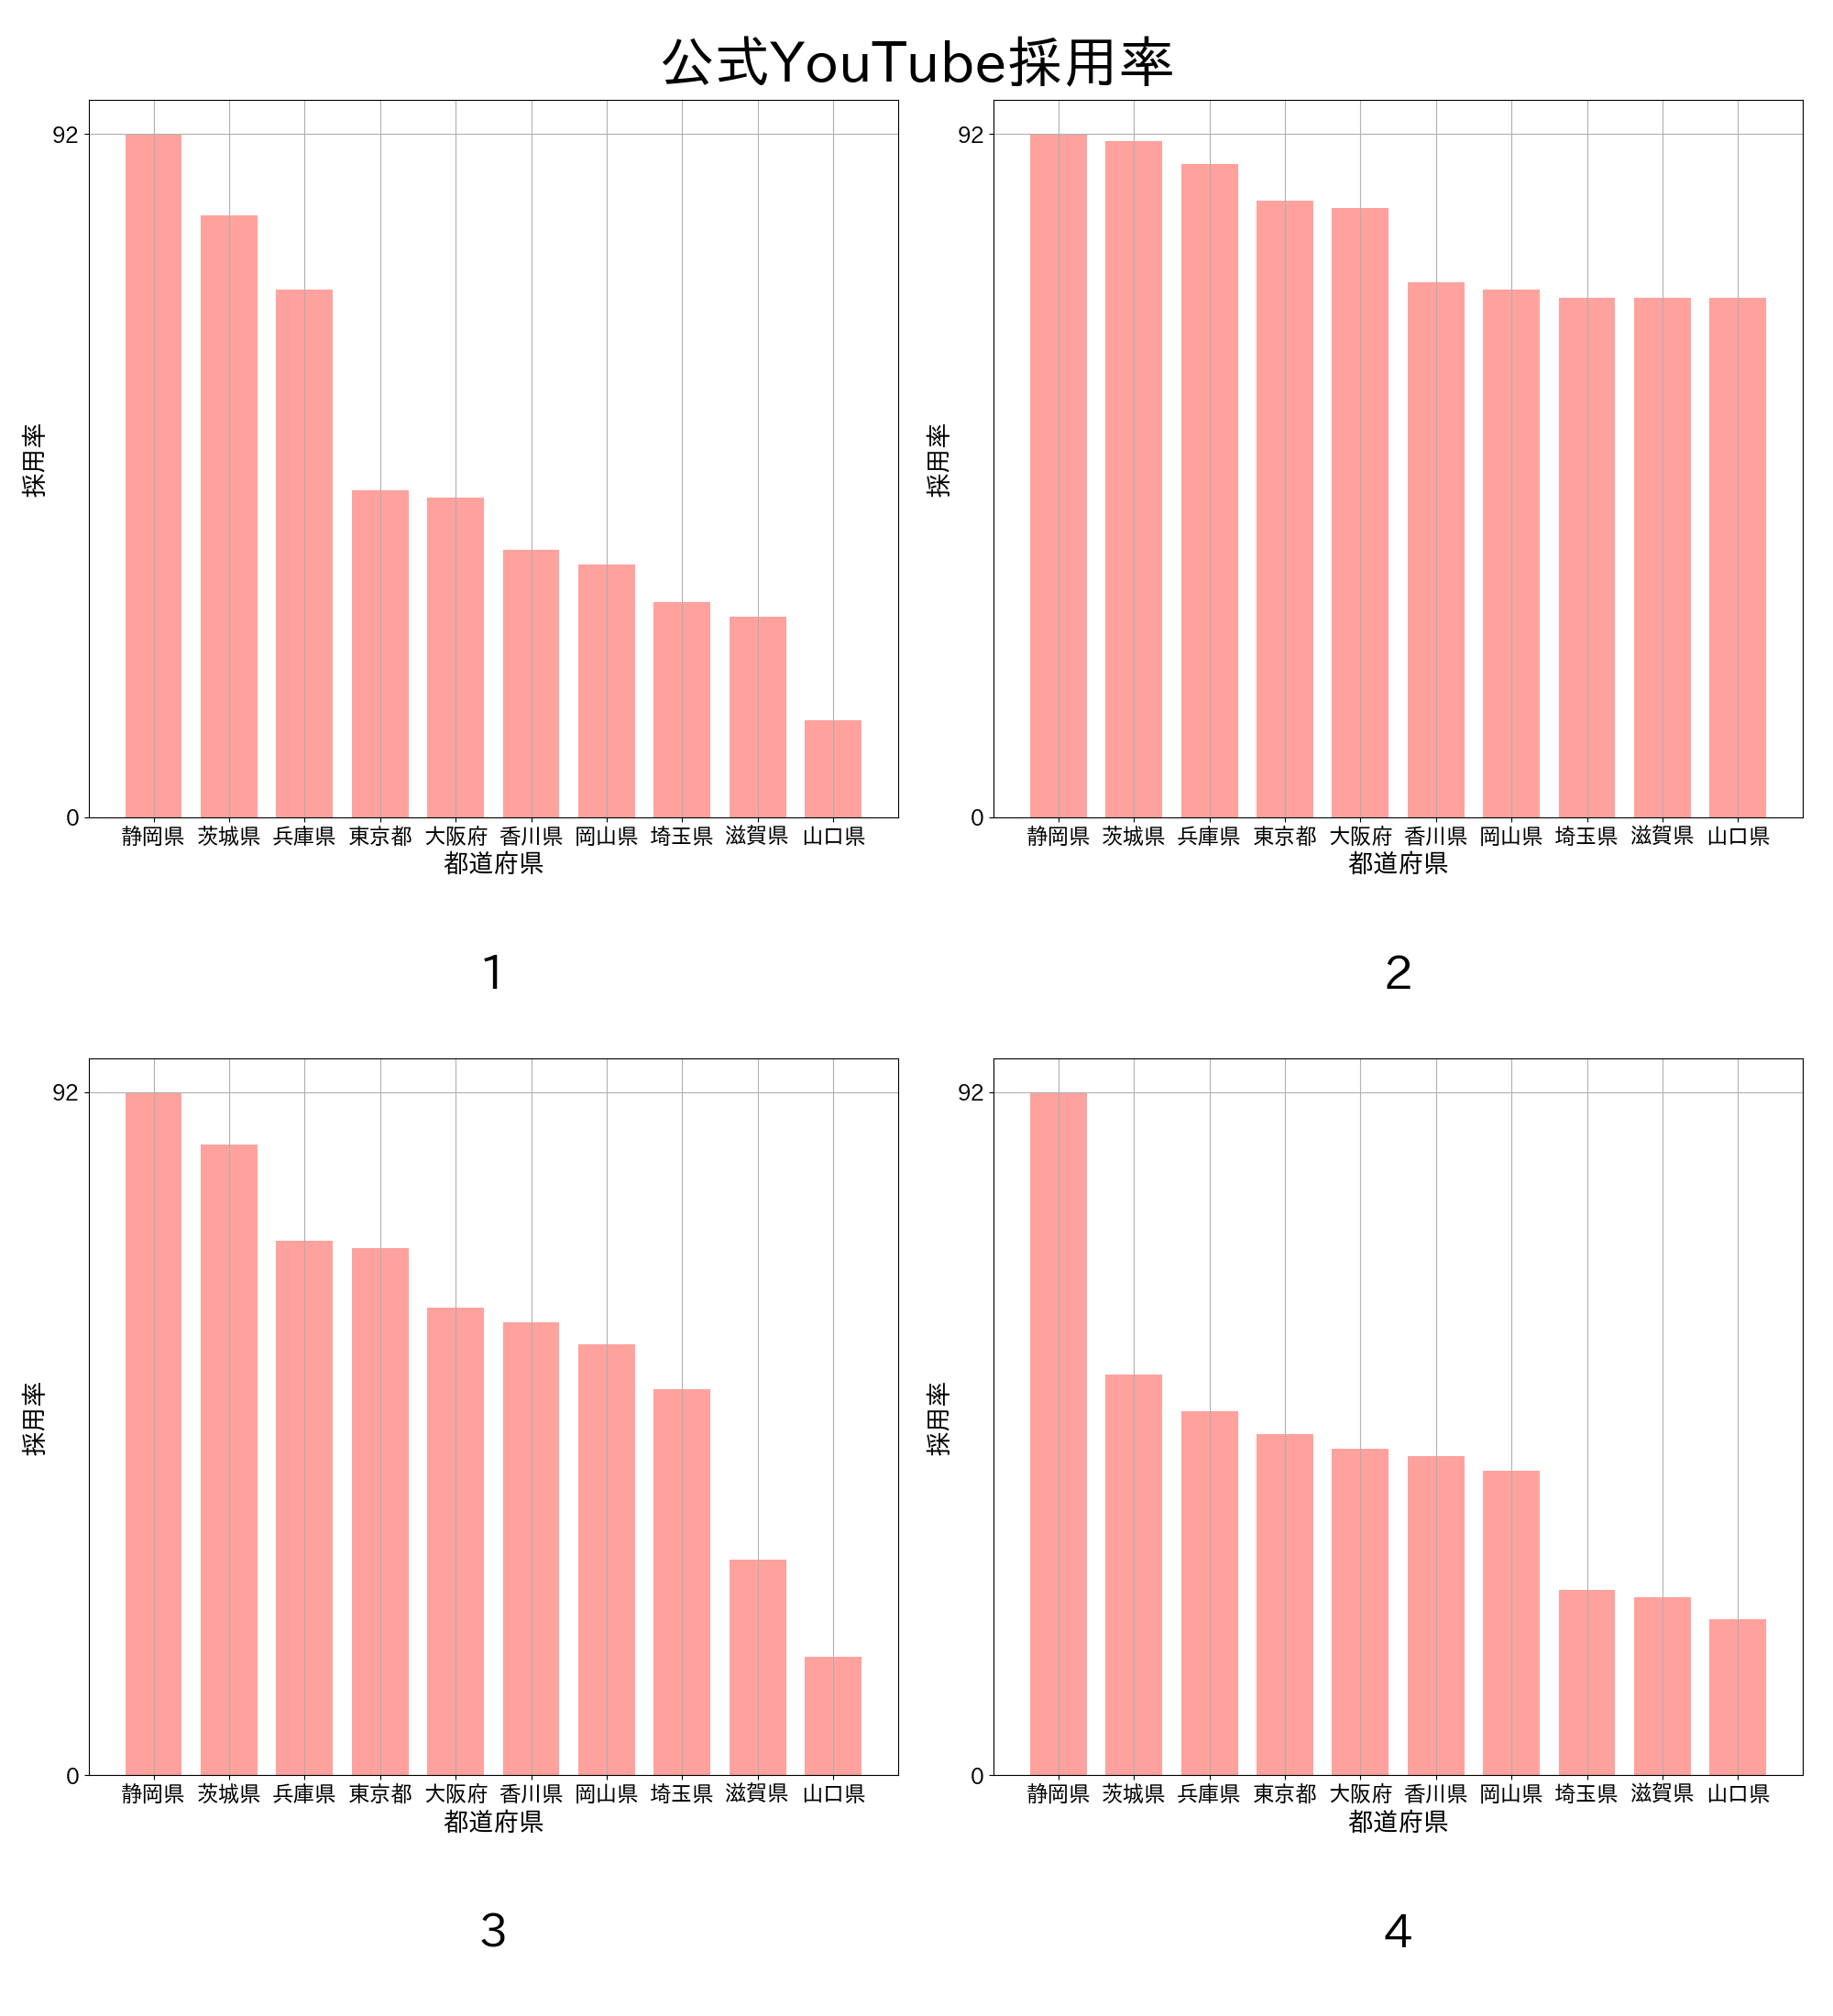 公式YouTube採用率
92
採用率
0
静岡県 茨城県 兵庫県 東京都 大阪府 香川県 岡山県 埼玉県 滋賀県 山口県
都道府県
1
92
採用率
0
静岡県 茨城県 兵庫県 東京都 大阪府 香川県 岡山県 埼玉県 滋賀県 山口県
都道府県
2
92
採用率
0
静岡県 茨城県 兵庫県 東京都 大阪府 香川県 岡山県 埼玉県 滋賀県 山口県
都道府県
3
92
採用率
0
静岡県 茨城県 兵庫県 東京都 大阪府 香川県 岡山県 埼玉県 滋賀県 山口県
都道府県
4